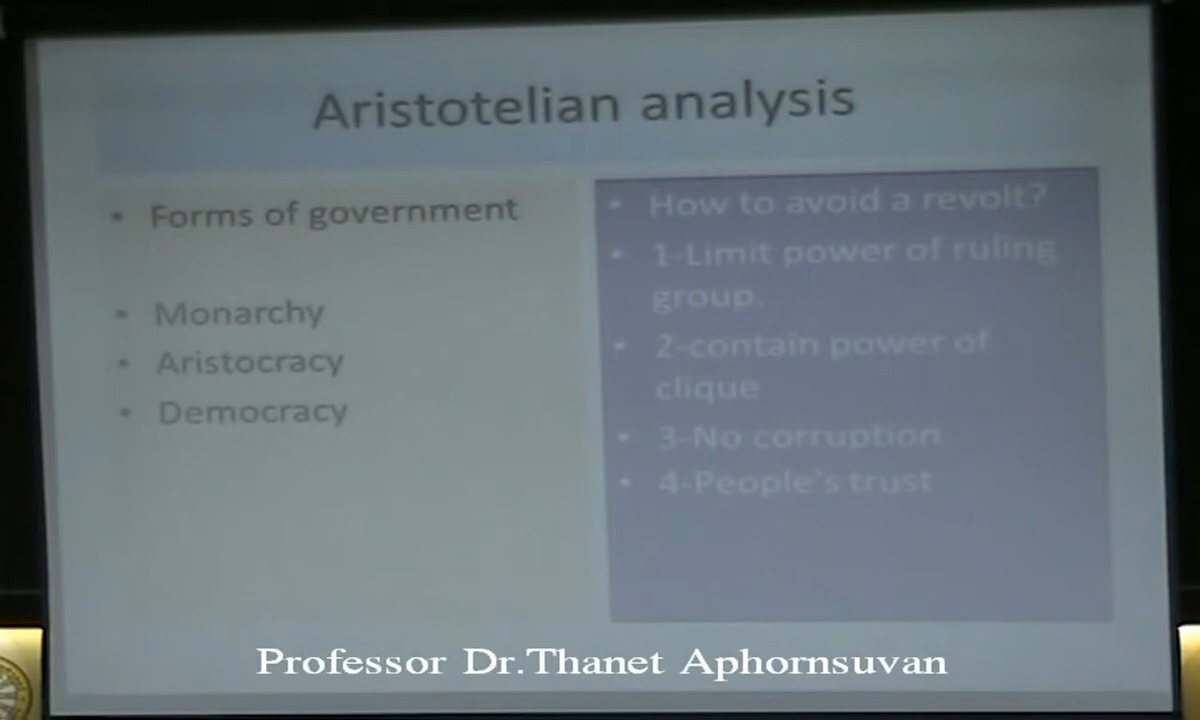 Aristotelian analysis
• Forms of government
• Monarchy
• Aristocracy
• Democracy
• How to avoid a revolt?
• 1-Limit power of ruling
group.
• 2-contain power of
clique
• 3-No corruption
• 4-People's trust
Professor Dr.Thanet Aphornsuvan